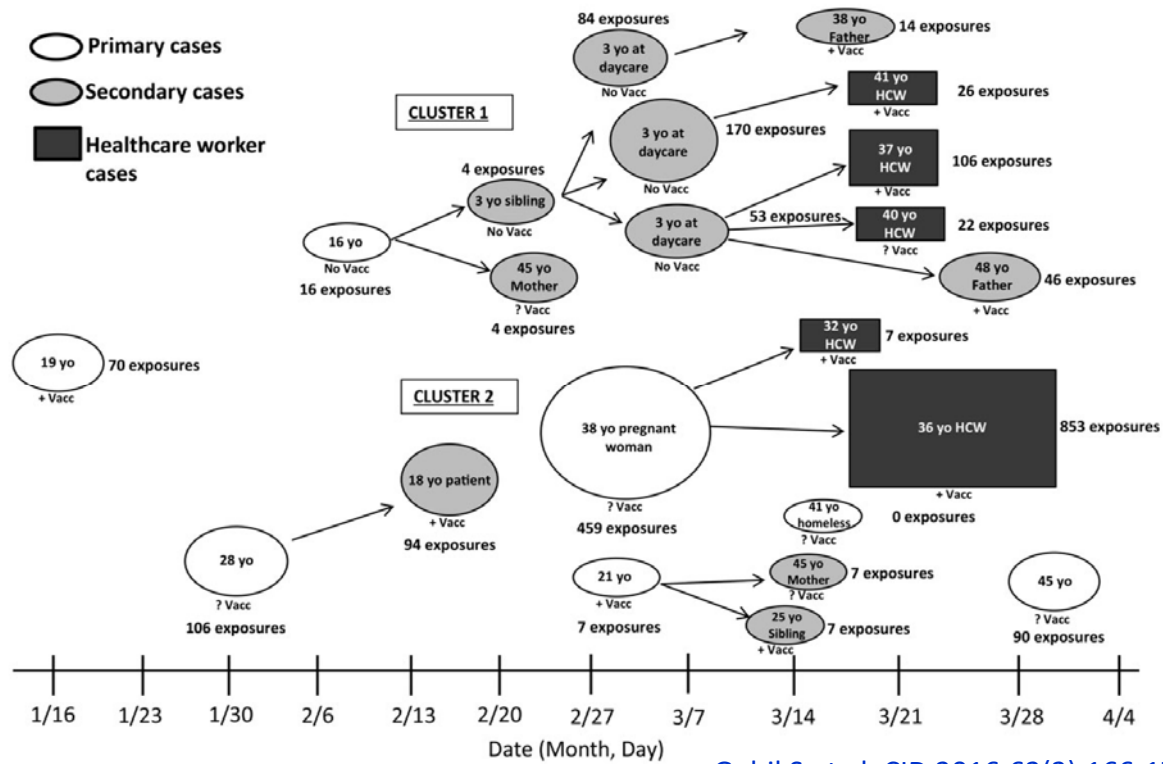 Primary cases
Secondary cases
Healthcare worker
cases
84 exposures
3 yo at
daycare
No Vacc
38 yo
Father
+ Vacc
14 exposures
CLUSTER 1
3 yo at
daycare
No Vacc
170 exposures
41 yo
HCW
+ Vacc
26 exposures
4 exposures
3 yo sibling
No Vacc
37 yo
HCW
+ Vacc
106 exposures
16 yo
No Vacc
16 exposures
3 yo at
daycare
No Vacc
53 exposures
40 yo
HCW
? Vacc
22 exposures
45 yo
Mother
? Vacc
4 exposures
48 yo
Father
+ Vacc
46 exposures
19 yo
+ Vacc
70 exposures
32 yo
HCW
+ Vacc
7 exposures
CLUSTER 2
38 yo pregnant
woman
? Vacc
459 exposures
36 yo HCW
+ Vacc
853 exposures
18 yo patient
+ Vacc
94 exposures
41 yo
homeless
? Vacc
0 exposures
28 yo
? Vacc
106 exposures
21 yo
+ Vacc
7 exposures
45 yo
Mother
? Vacc
7 exposures
25 yo
Sibling
+ Vacc
7 exposures
45 yo
? Vacc
90 exposures
1/16 1/23 1/30 2/6 2/13 2/20 2/27 3/7 3/14 3/21 3/28 4/4
Date (Month, Day)